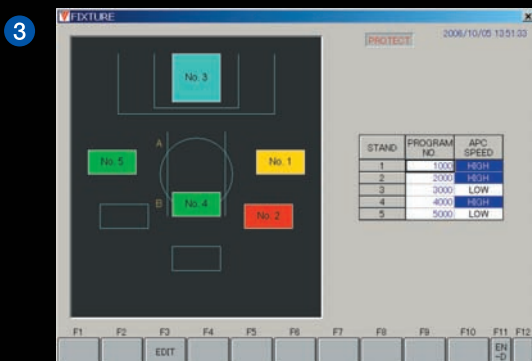 3
FIXTURE
PROTECT
2006/10/05 13:51:33
No. 3
A
No. 5
No. 1
B
No. 4
No. 2
STAND PROGRAM NO. APC SPEED
1 1000 HIGH
2 2000 HIGH
3 3000 LOW
4 4000 HIGH
5 5000 LOW
F1 F2 F3 F4 F5 F6 F7 F8 F9 F10 F11 F12
EDIT
EN
-D